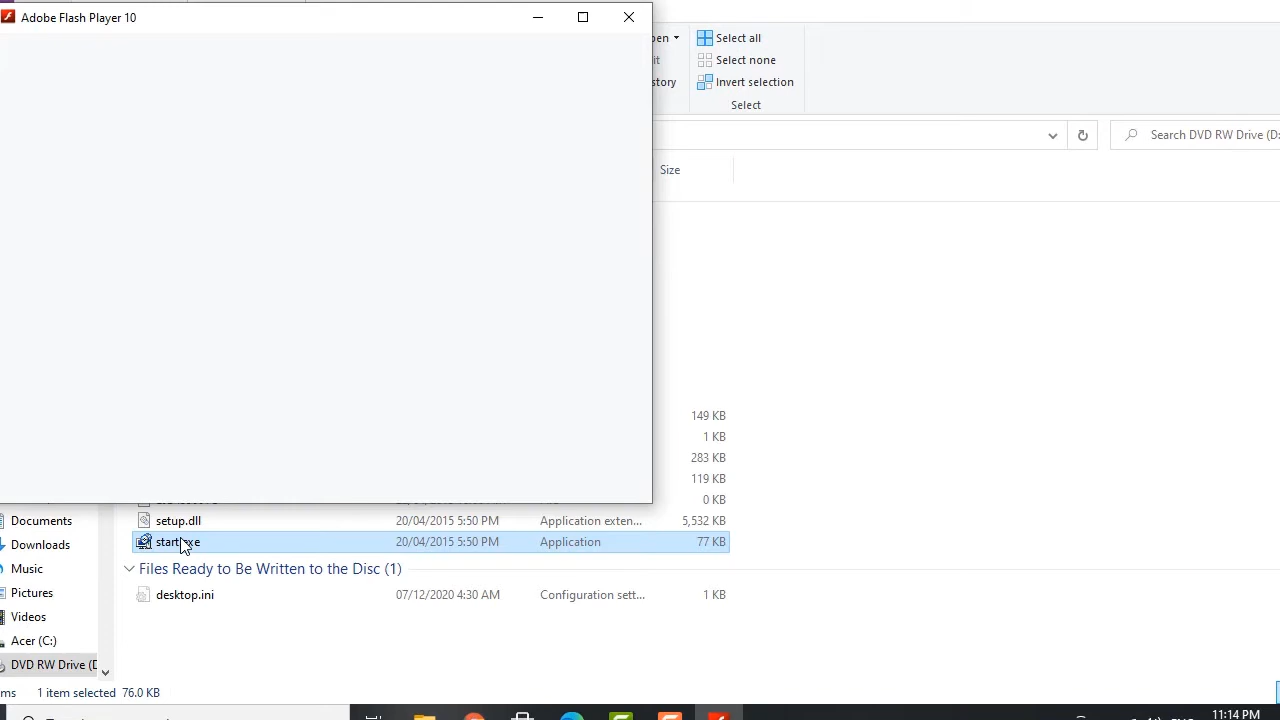 Adobe Flash Player 10
Select all
Select none
story
Invert selection
Select
Search DVD RW Drive (D:
Size
149 KB
1 KB
283 KB
119 KB
0 KB
Documents
setup.dll 20/04/2015 5:50 PM Application exten... 5,532 KB
Downloads
start.exe 20/04/2015 5:50 PM Application 77 KB
Music
Files Ready to Be Written to the Disc (1)
Pictures
desktop.ini 07/12/2020 4:30 AM Configuration sett... 1 KB
Videos
Acer (C:)
DVD RW Drive (D
ms 1 item selected 76.0 KB
11:14 PM